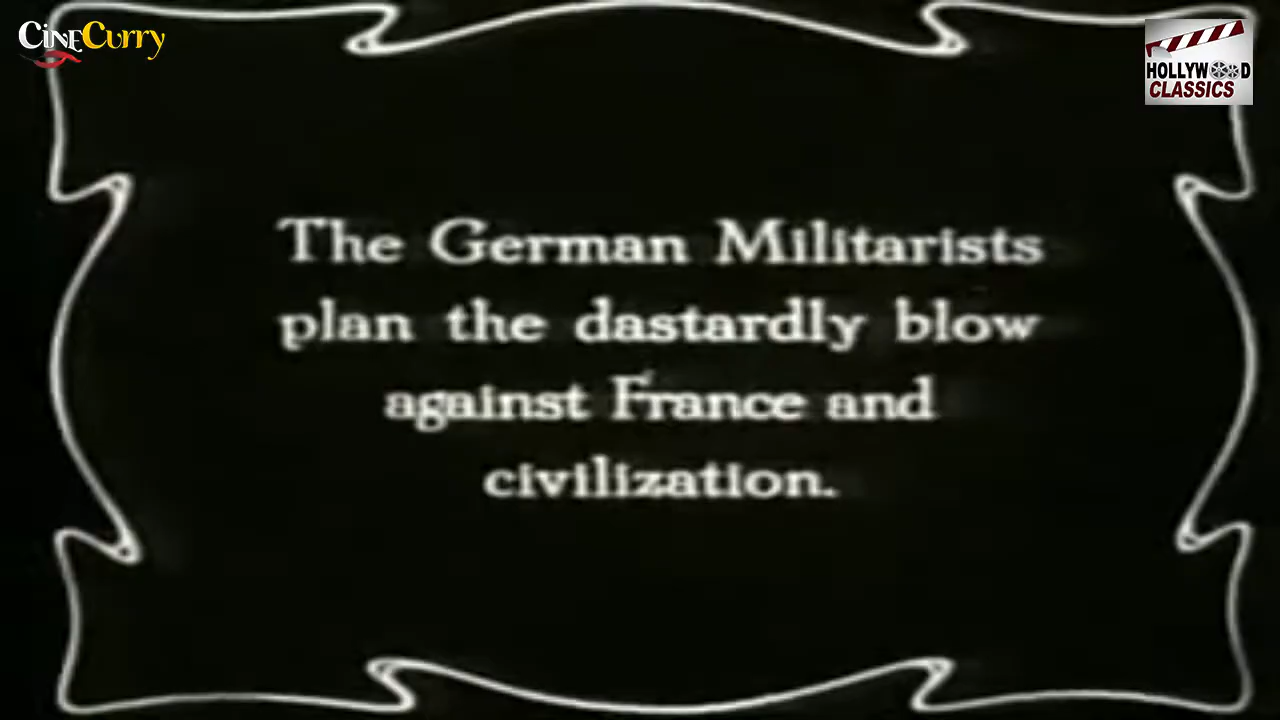 CINECURRY
HOLLYWOOD
CLASSICS
The German Militarists
plan the dastardly blow
against France and
civilization.